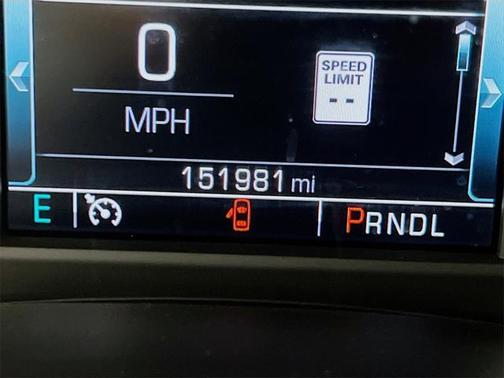 0
SPEED
LIMIT
--
MPH
151981 mi
E
PRNDL